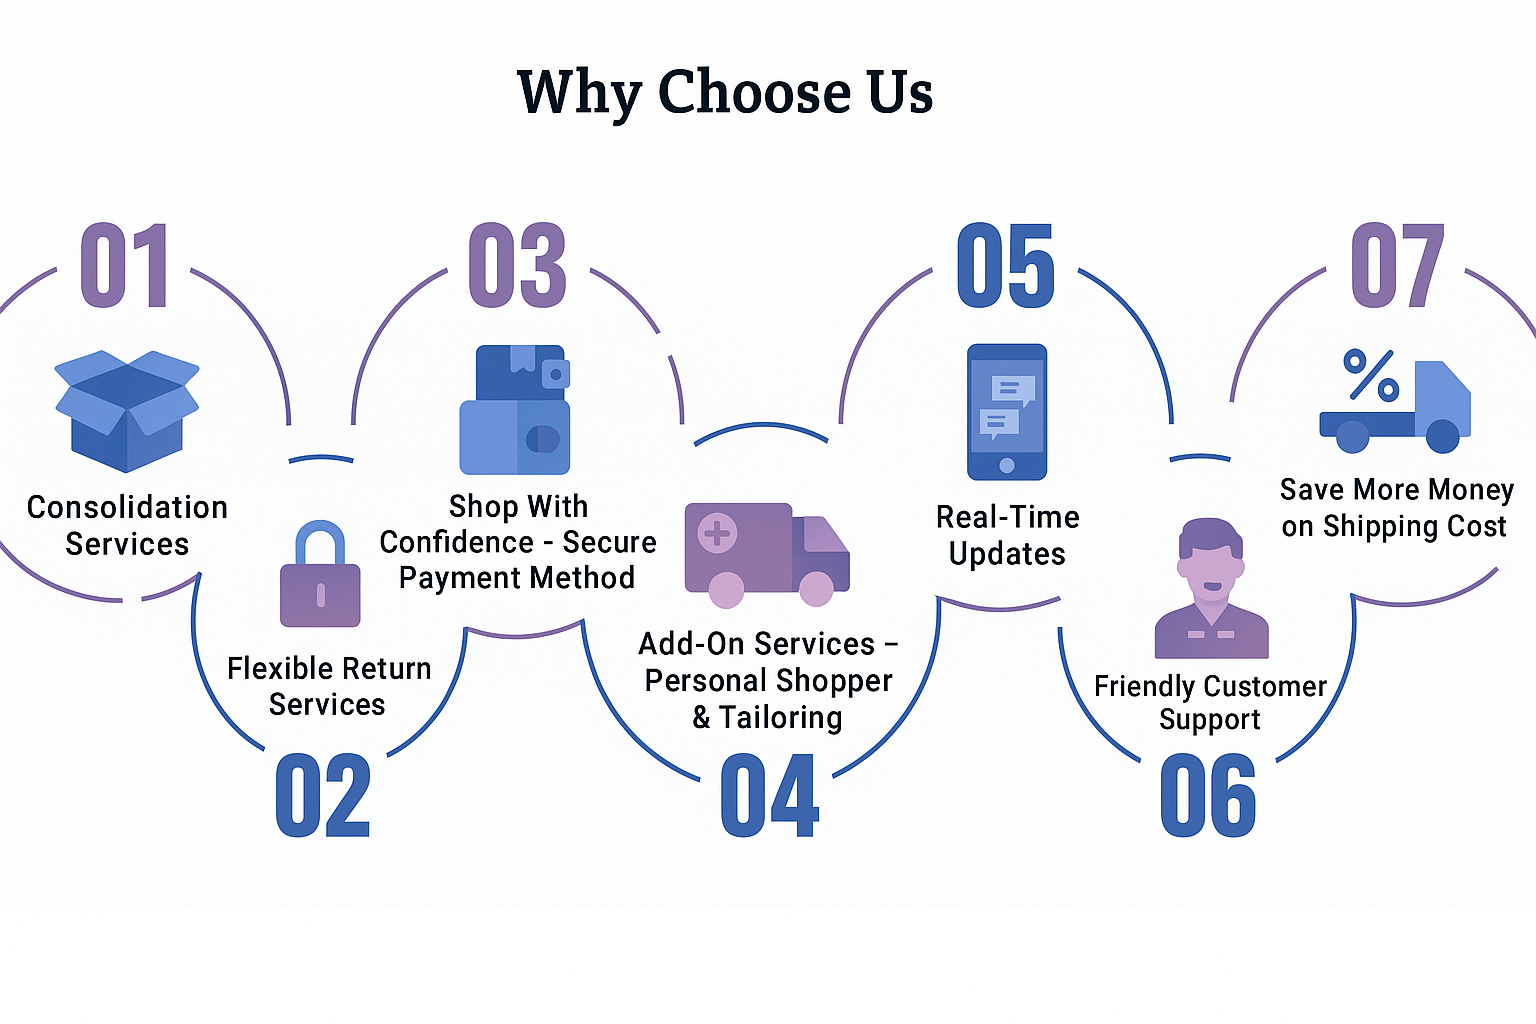 Why Choose Us
01
Consolidation
Services
02
Flexible Return
Services
03
Shop With
Confidence - Secure
Payment Method
04
Add-On Services –
Personal Shopper
& Tailoring
05
Real-Time
Updates
06
Friendly Customer
Support
07
%
Save More Money
on Shipping Cost